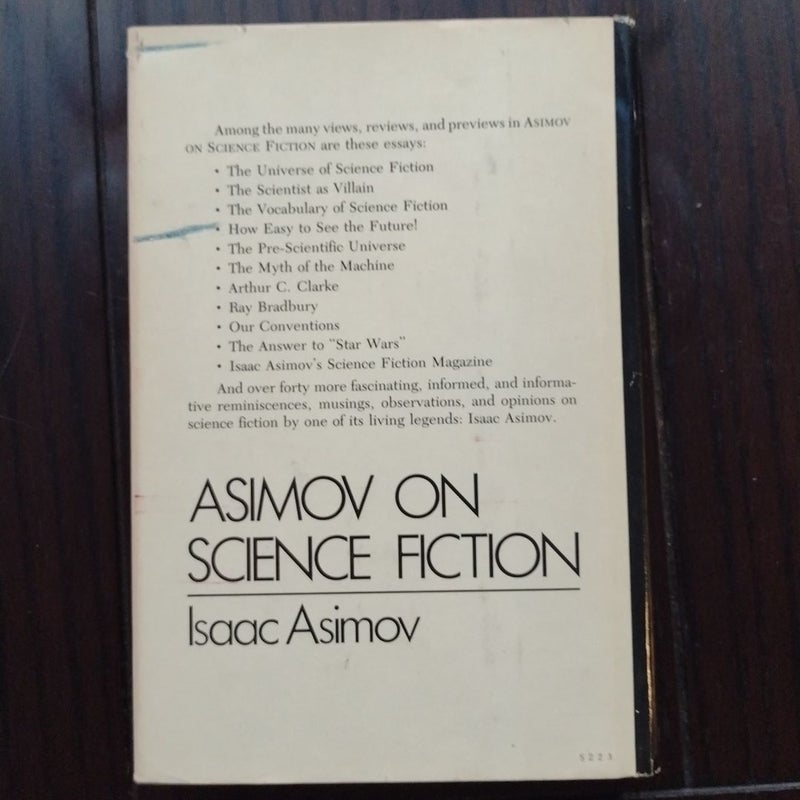 Among the many views, reviews, and previews in ASIMOV
ON SCIENCE FICTION are these essays:
• The Universe of Science Fiction
• The Scientist as Villain
• The Vocabulary of Science Fiction
• How Easy to See the Future!
• The Pre-Scientific Universe
• The Myth of the Machine
• Arthur C. Clarke
• Ray Bradbury
• Our Conventions
• The Answer to "Star Wars"
• Isaac Asimov's Science Fiction Magazine
And over forty more fascinating, informed, and informa-
tive reminiscences, musings, observations, and opinions on
science fiction by one of its living legends: Isaac Asimov.
ASIMOV ON
SCIENCE FICTION
Isaac Asimov
5223